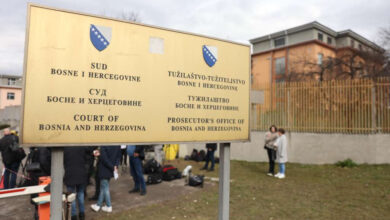 SUD
BOSNE I HERCEGOVINE
СУД
БОСНЕ И ХЕРЦЕГОВИНЕ
COURT OF
BOSNIA AND HERZEGOVINA
TUŽILAŠTVO-TUŽITELJSTVO
BOSNE I HERCEGOVINE
ТУЖИЛАШТВО
БОСНЕ И ХЕРЦЕГОВИНЕ
PROSECUTOR'S OFFICE
OF BOSNIA AND HERZEGOVINA